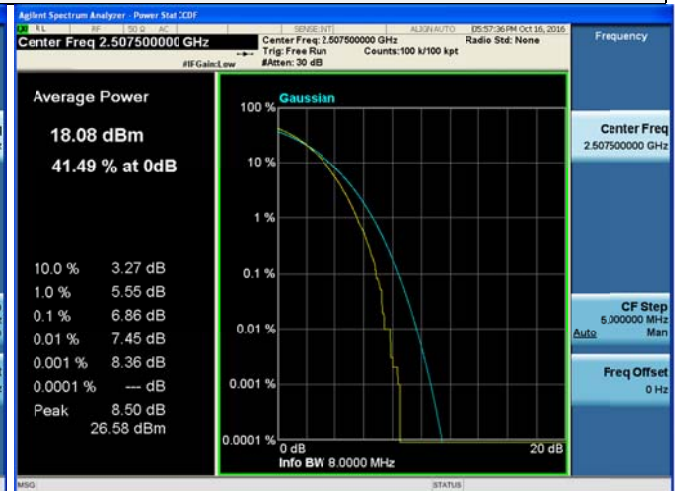 Agilent Spectrum Analyzer - Power Stat CCDF
RL RF 50 Ω AC SENSE:INT ALIGN AUTO 05:57:36 PM Oct 16, 2016
Center Freq 2.507500000 GHz
Center Freq: 2.507500000 GHz
Radio Std: None
Trig: Free Run Counts:100 k/100 kpt
#IFGain:Low #Atten: 30 dB
Frequency
Average Power
18.08 dBm
41.49 % at 0dB
10.0 % 3.27 dB
1.0 % 5.55 dB
0.1 % 6.86 dB
0.01 % 7.45 dB
0.001 % 8.36 dB
0.0001 % --- dB
Peak 8.50 dB
26.58 dBm
Gaussian
100 %
10 %
1 %
0.1 %
0.01 %
0.001 %
0.0001 %
0 dB 20 dB
Info BW 8.0000 MHz
Center Freq
2.507500000 GHz
CF Step
5.000000 MHz
Auto Man
Freq Offset
0 Hz
MSG STATUS